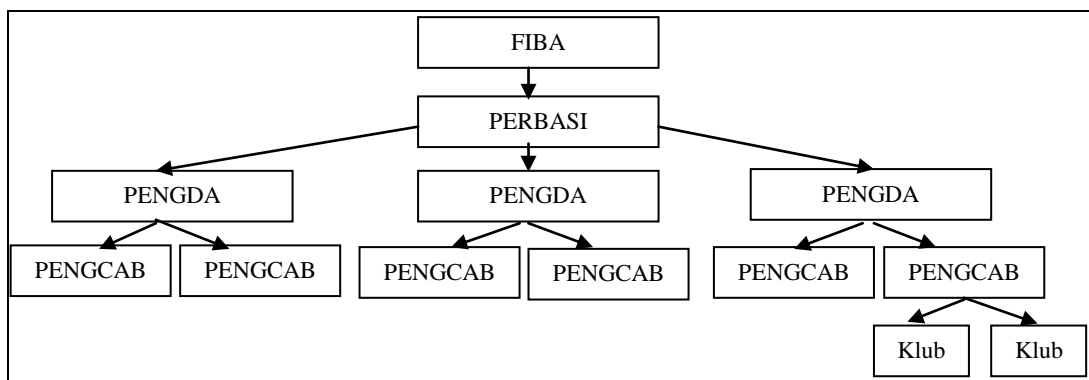 FIBA
PERBASI
PENGDA
PENGDA
PENGDA
PENGCAB
PENGCAB
PENGCAB
PENGCAB
PENGCAB
PENGCAB
Klub
Klub